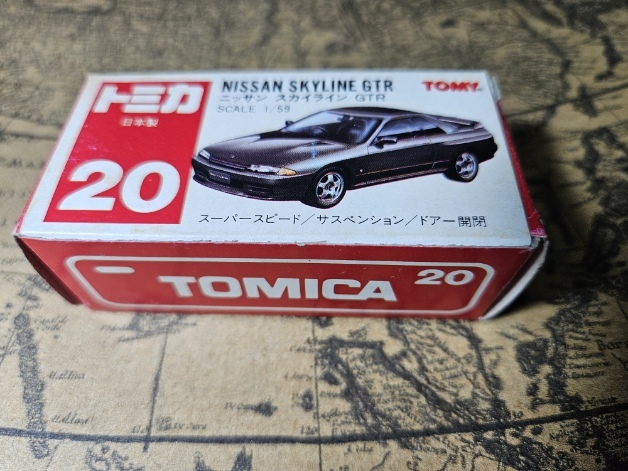 トミカ
日本製
20
NISSAN SKYLINE GTR
ニッサン スカイライン GTR
SCALE 1/59
TOMY
スーパースピード/サスペンション/ドアー開閉
TOMICA
20